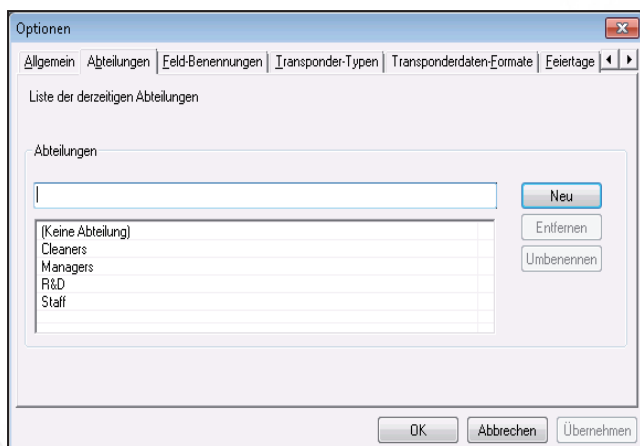 Optionen
Allgemein Abteilungen Feld-Benennungen Transponder-Typen Transponderdaten-Formate Feiertage
Liste der derzeitigen Abteilungen
Abteilungen
Neu
(Keine Abteilung)
Entfernen
Cleaners
Managers
Umbenennen
R&D
Staff
OK Abbrechen Übernehmen